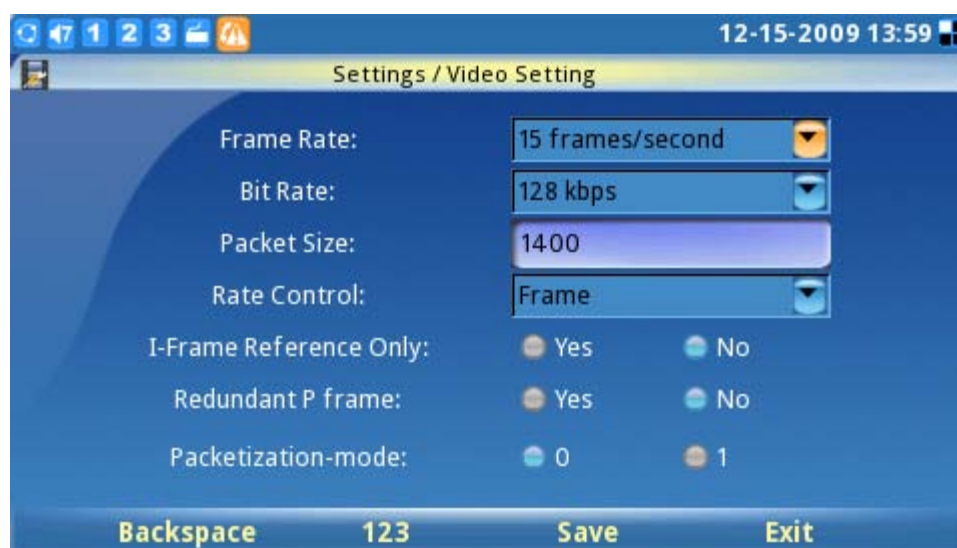 7 1 2 3 12-15-2009 13:59
Settings / Video Setting
Frame Rate: 15 frames/second
Bit Rate: 128 kbps
Packet Size: 1400
Rate Control: Frame
I-Frame Reference Only: Yes No
Redundant P frame: Yes No
Packetization-mode: 0 1
Backspace 123 Save Exit